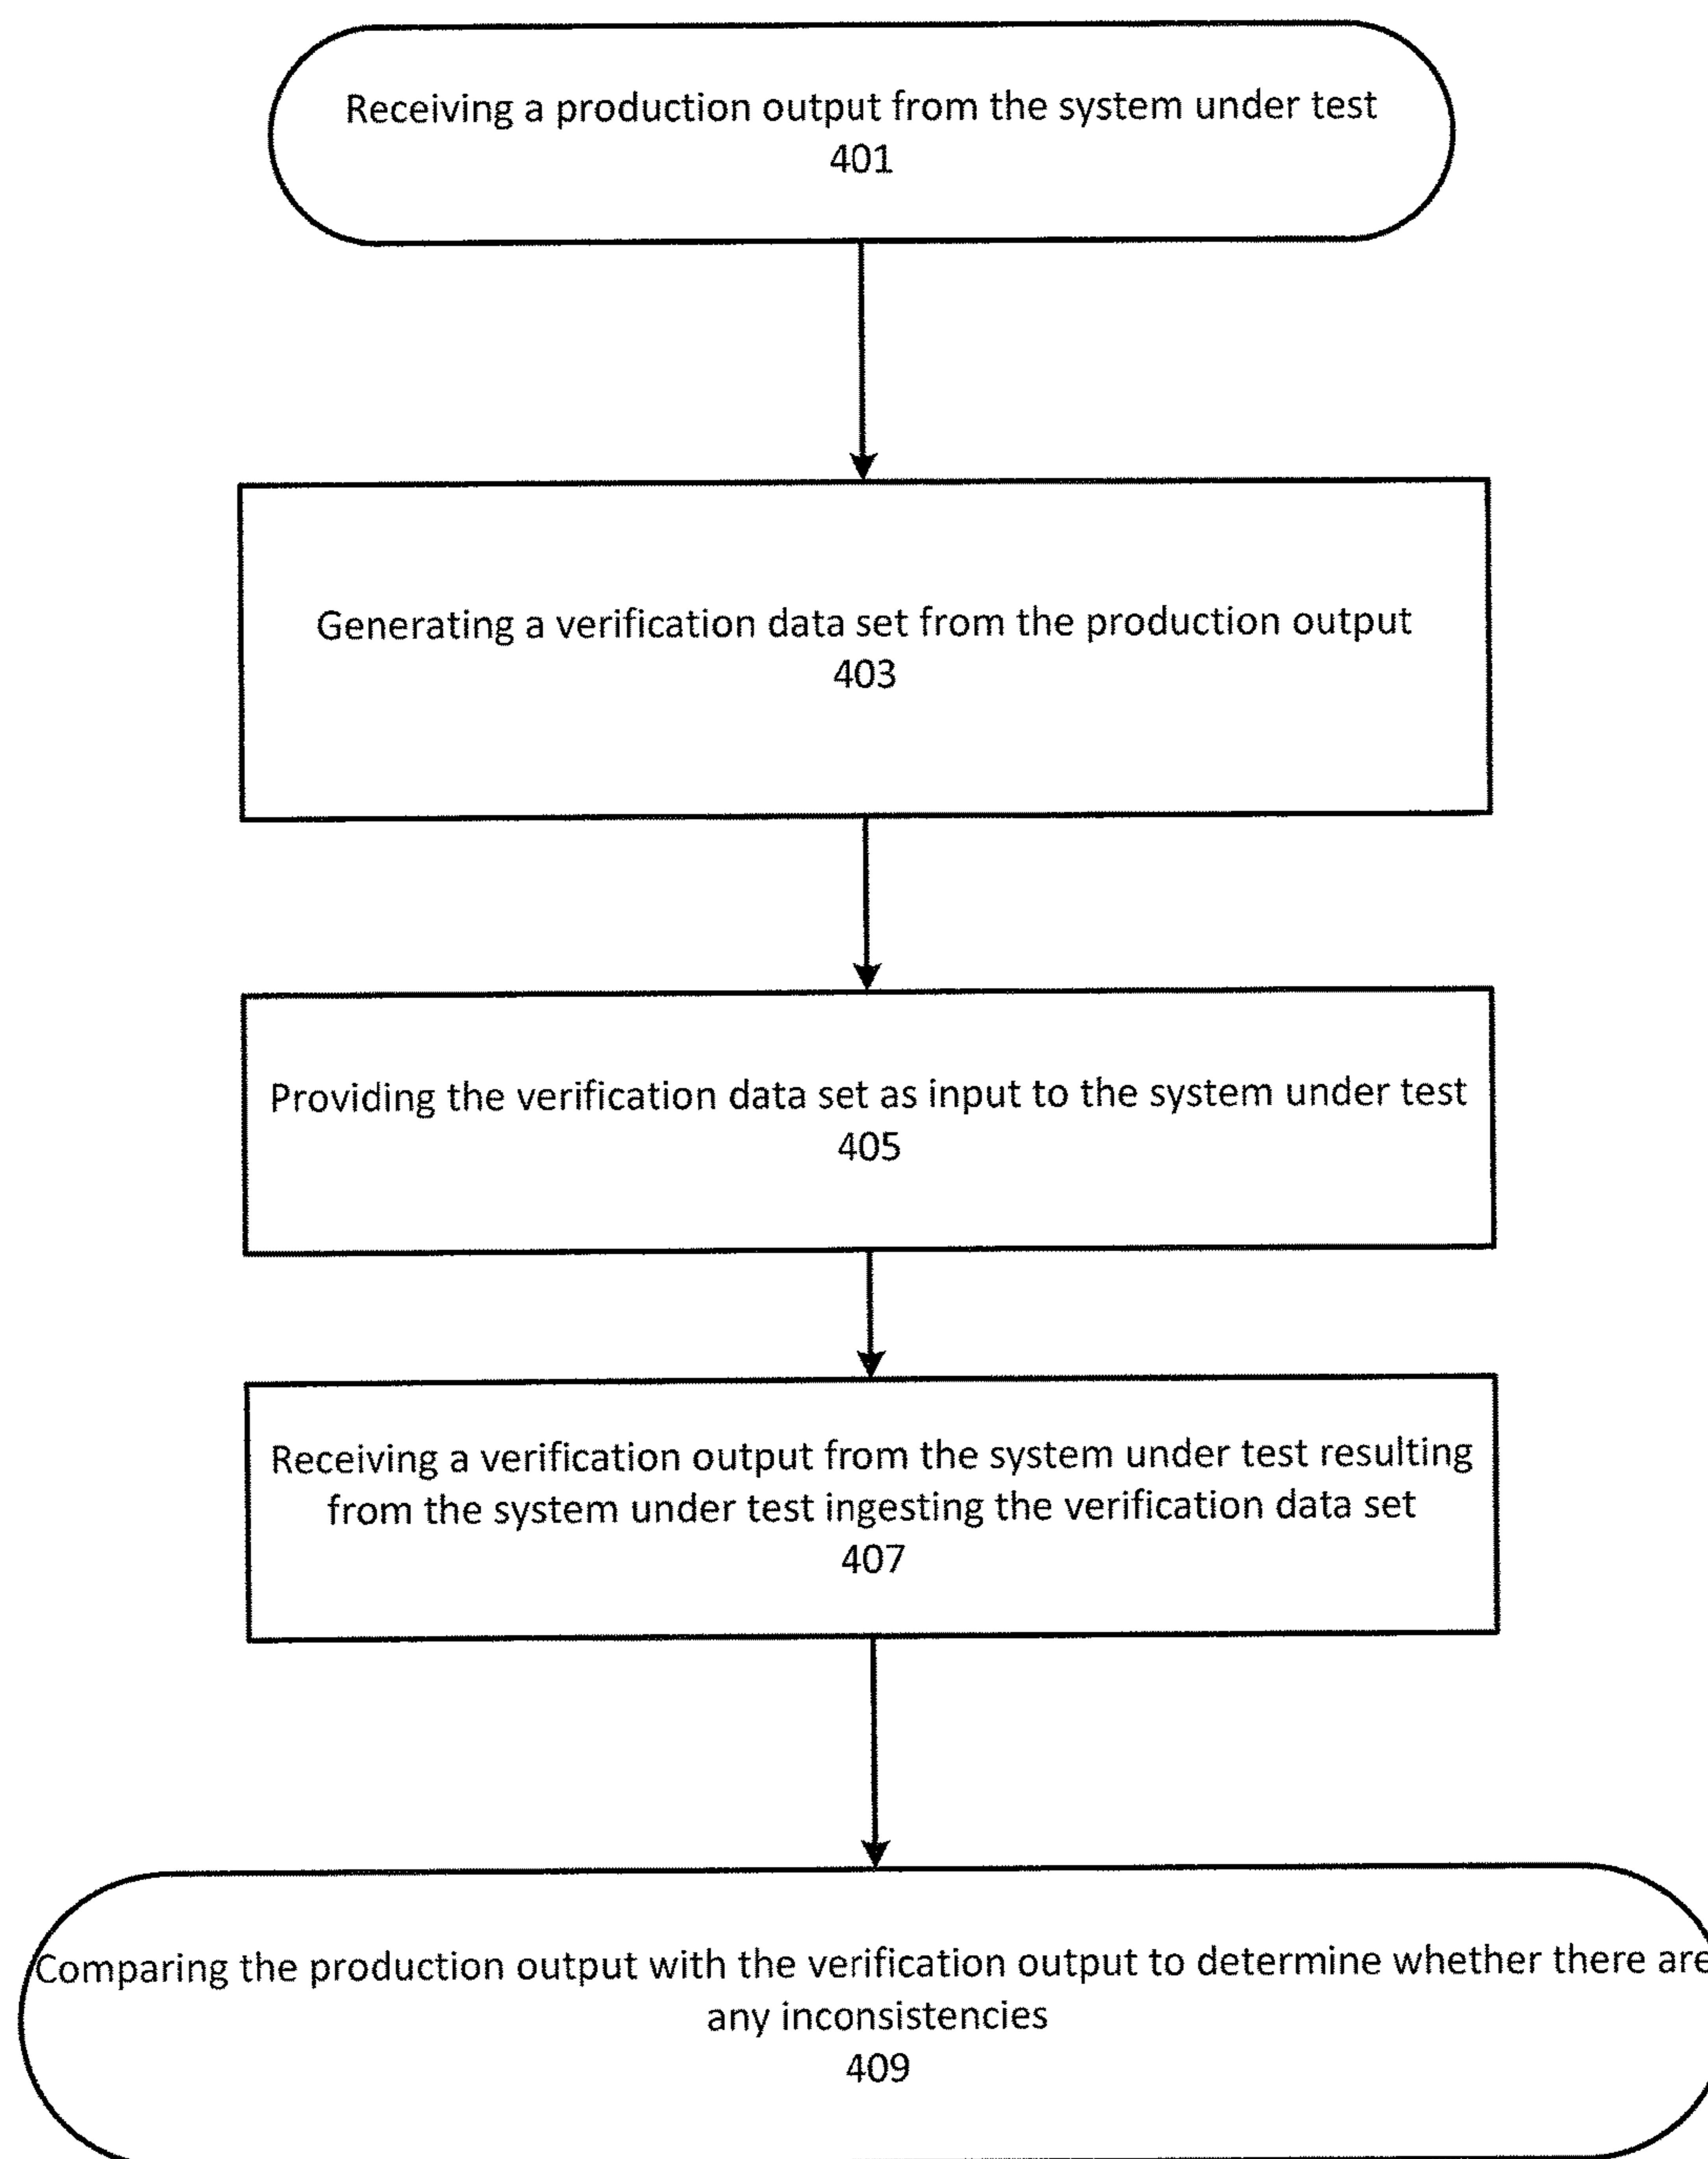 Receiving a production output from the system under test
401
Generating a verification data set from the production output
403
Providing the verification data set as input to the system under test
405
Receiving a verification output from the system under test resulting
from the system under test ingesting the verification data set
407
Comparing the production output with the verification output to determine whether there are
any inconsistencies
409